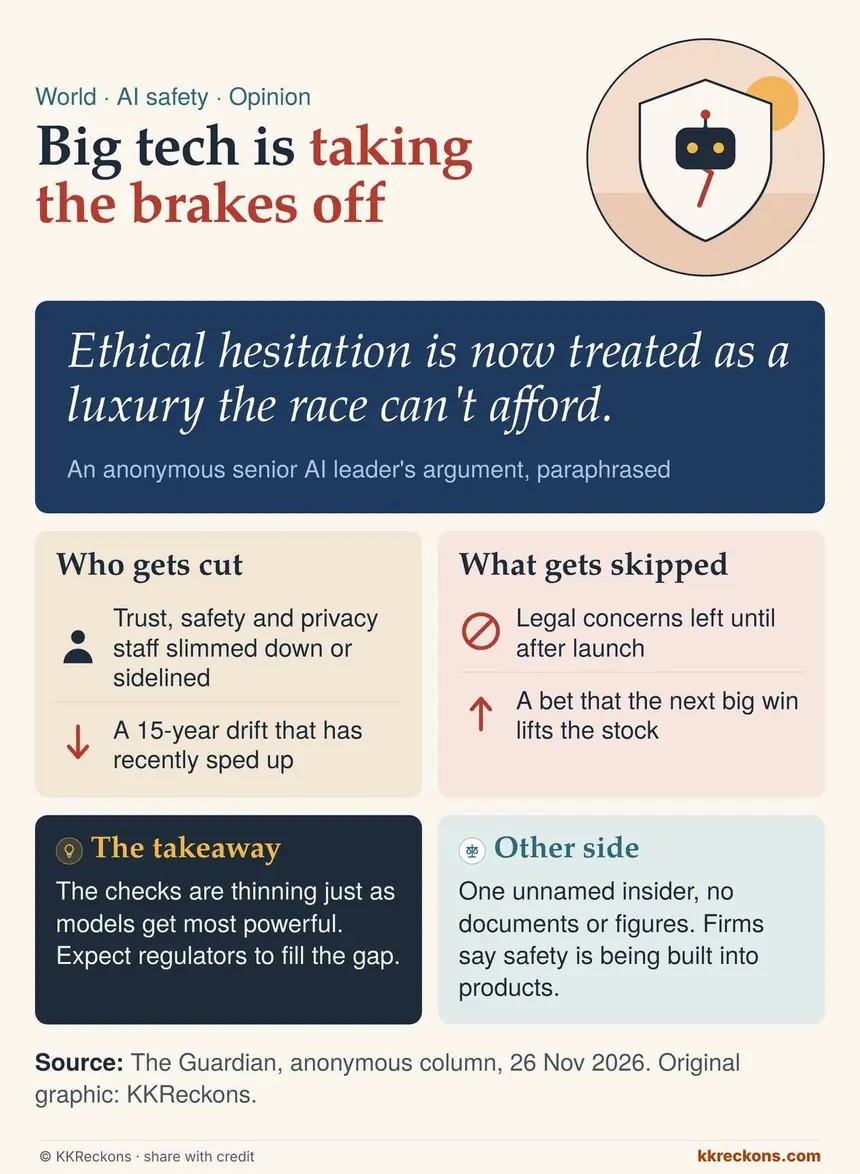 World · AI safety · Opinion
Big tech is taking
the brakes off
Ethical hesitation is now treated as a
luxury the race can't afford.
An anonymous senior AI leader's argument, paraphrased
Who gets cut
Trust, safety and privacy
staff slimmed down or
sidelined
A 15-year drift that has
recently sped up
What gets skipped
Legal concerns left until
after launch
A bet that the next big win
lifts the stock
The takeaway
The checks are thinning just as
models get most powerful.
Expect regulators to fill the gap.
Other side
One unnamed insider, no
documents or figures. Firms
say safety is being built into
products.
Source: The Guardian, anonymous column, 26 Nov 2026. Original
graphic: KKReckons.
© KKReckons · share with credit
kkreckons.com